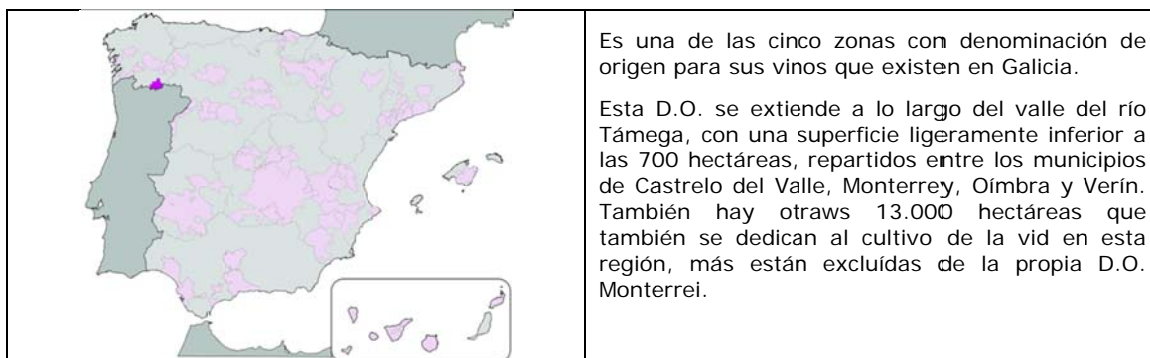 Es una de las cinco zonas con denominación de
origen para sus vinos que existen en Galicia.
Esta D.O. se extiende a lo largo del valle del río
Támega, con una superficie ligeramente inferior a
las 700 hectáreas, repartidos entre los municipios
de Castrelo del Valle, Monterrey, Oímbra y Verín.
También hay otraws 13.000 hectáreas que
también se dedican al cultivo de la vid en esta
región, más están excluídas de la propia D.O.
Monterrei.